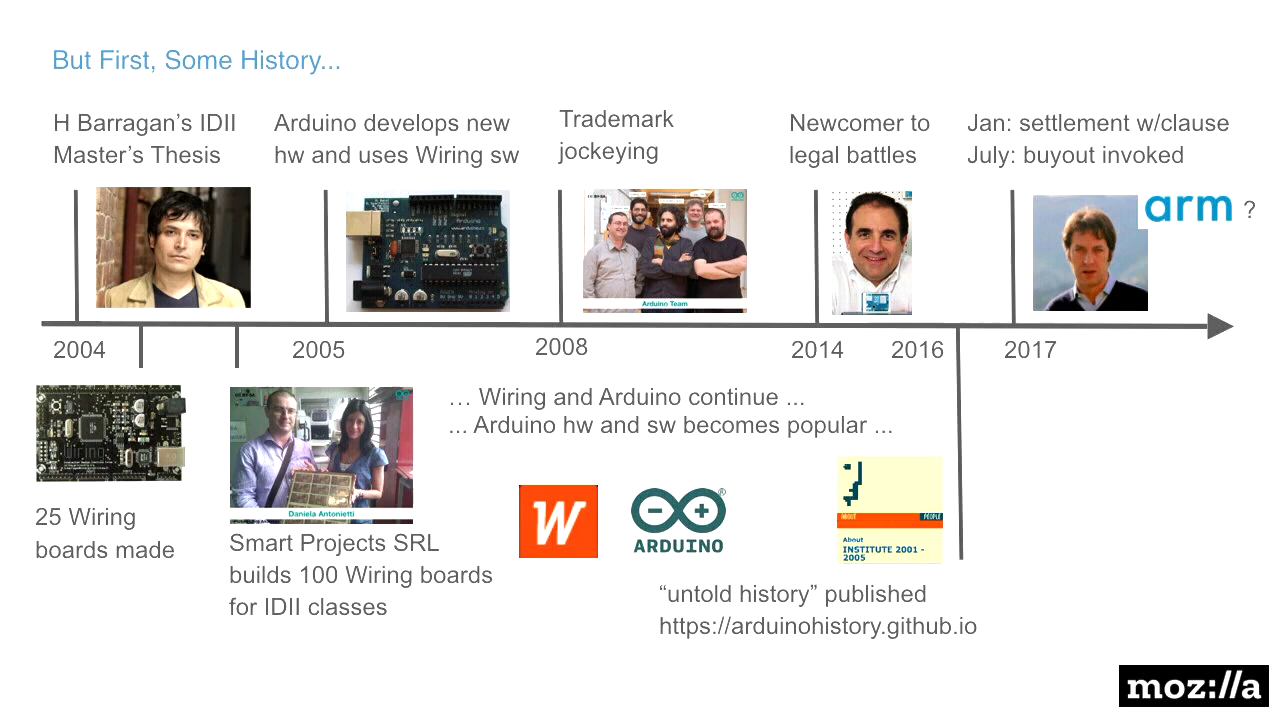 But First, Some History...
H Barragan’s IDII
Master’s Thesis
Arduino develops new
hw and uses Wiring sw
Trademark
jockeying
Newcomer to
legal battles
Jan: settlement w/clause
July: buyout invoked
arm ?
Arduino Team
2004
2005
2008
2014
2016
2017
25 Wiring
boards made
Daniela Antonietti
Smart Projects SRL
builds 100 Wiring boards
for IDII classes
… Wiring and Arduino continue ...
... Arduino hw and sw becomes popular ...
W
ARDUINO
®
ABOUT
PEOPLE
About
INSTITUTE 2001 -
2005
“untold history” published
https://arduinohistory.github.io
moz://a